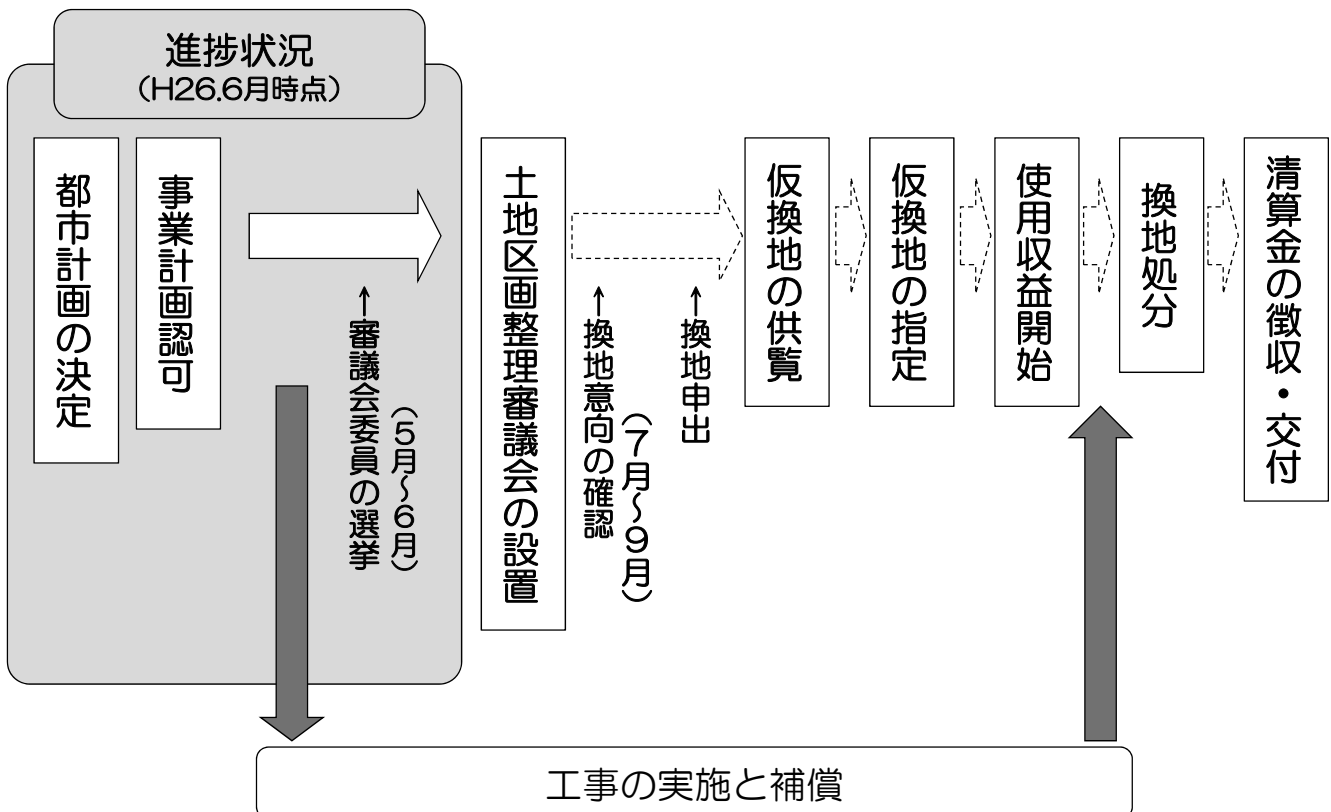 進捗状況
（H26.6月時点）
都市計画の決定
事業計画認可
←審議会委員の選挙
（5月～6月）
土地区画整理審議会の設置
←換地意向の確認
（7月～9月）
←換地申出
仮換地の供覧
仮換地の指定
使用収益開始
換地処分
清算金の徴収・交付
工事の実施と補償